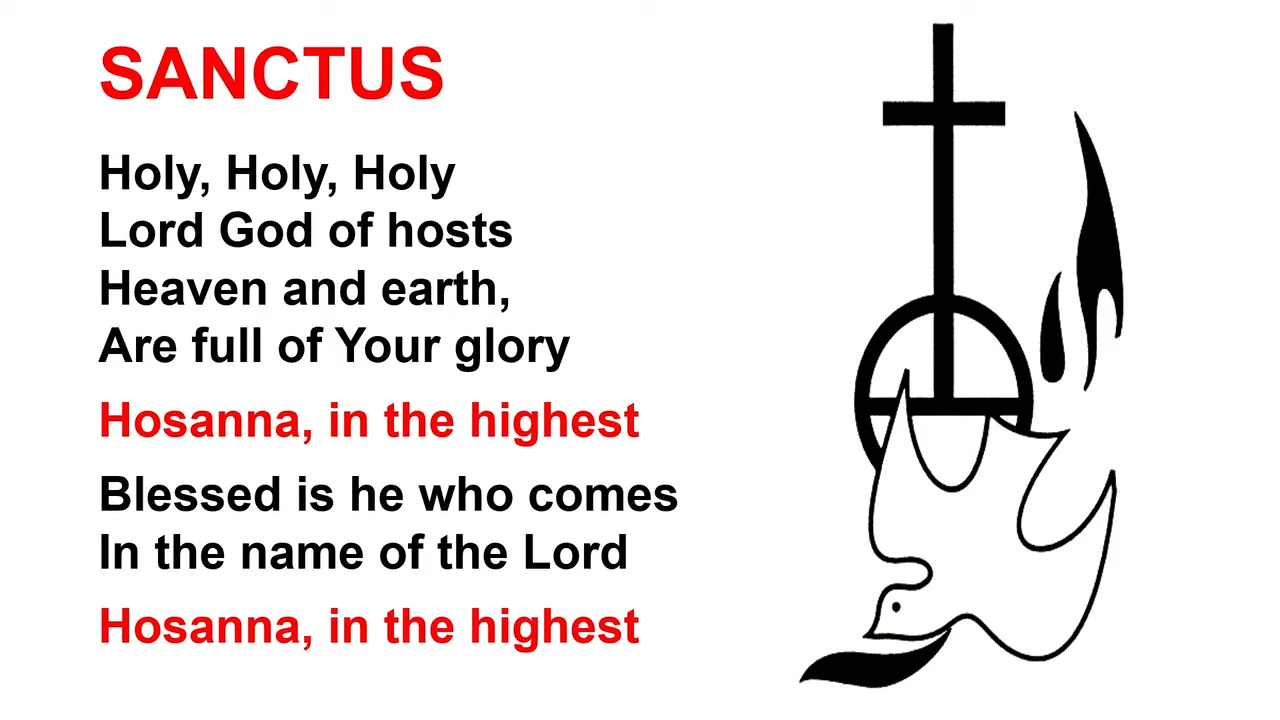 SANCTUS
Holy, Holy, Holy
Lord God of hosts
Heaven and earth,
Are full of Your glory
Hosanna, in the highest
Blessed is he who comes
In the name of the Lord
Hosanna, in the highest